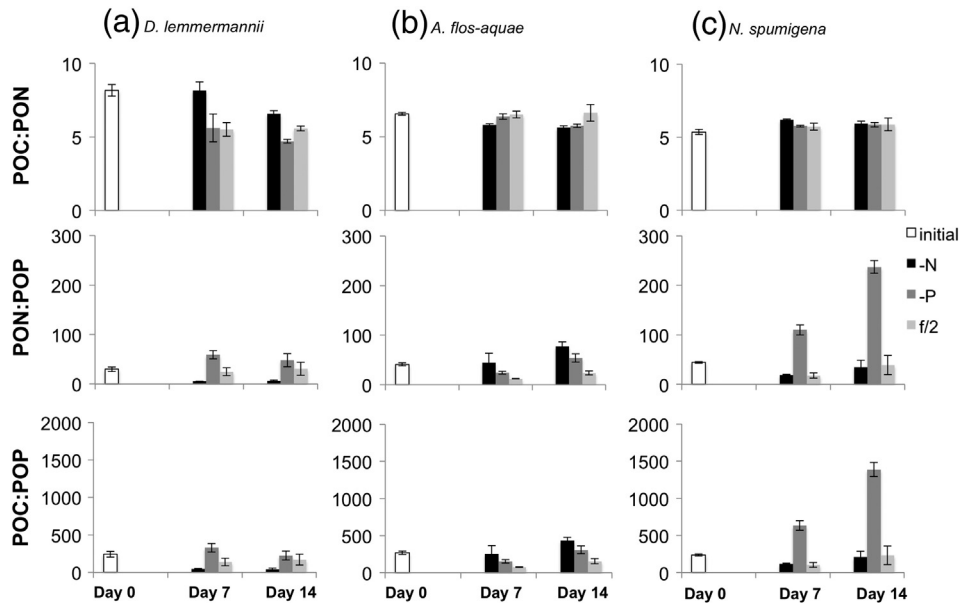 (a) D. lemmermannii
(b) A. flos-aquae
(c) N. spumigena
POC:PON
10
5
0
10
5
0
10
5
0
PON:POP
300
200
100
0
300
200
100
0
300
200
100
0
initial
-N
-P
f/2
POC:POP
2000
1500
1000
500
0
2000
1500
1000
500
0
2000
1500
1000
500
0
Day 0 Day 7 Day 14
Day 0 Day 7 Day 14
Day 0 Day 7 Day 14